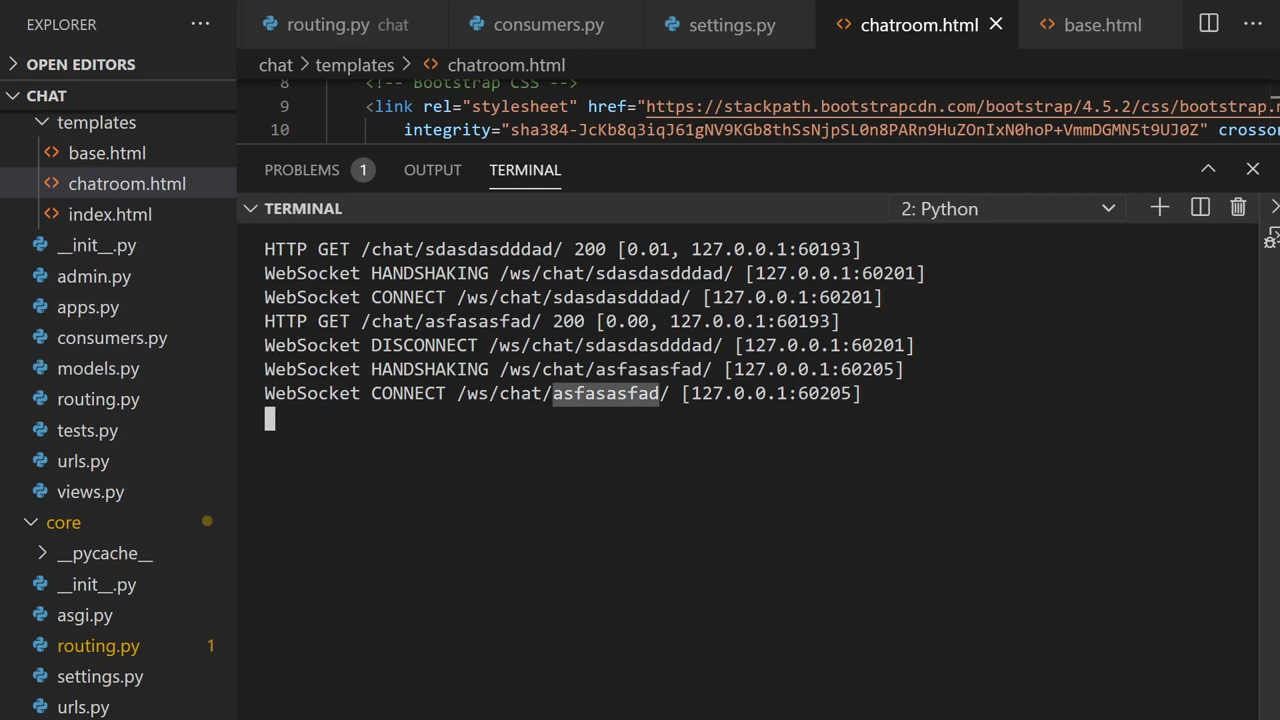 EXPLORER
routing.py chat
consumers.py
settings.py
chatroom.html
base.html
OPEN EDITORS
chat > templates > chatroom.html
CHAT
8 <!-- Bootstrap CSS -->
templates
9 <link rel="stylesheet" href="https://stackpath.bootstrapcdn.com/bootstrap/4.5.2/css/bootstrap.m
10 integrity="sha384-JcKb8q3iqJ61gNV9KGb8thSsNjpSL0n8PARn9HuZOnIxN0hoP+VmmDGMN5t9UJ0Z" crosso
base.html
chatroom.html
index.html
__init__.py
admin.py
apps.py
consumers.py
models.py
routing.py
tests.py
urls.py
views.py
core
__pycache__
__init__.py
asgi.py
routing.py 1
settings.py
urls.py
PROBLEMS 1
OUTPUT
TERMINAL
TERMINAL
2: Python
HTTP GET /chat/sdasdasdddad/ 200 [0.01, 127.0.0.1:60193]
WebSocket HANDSHAKING /ws/chat/sdasdasdddad/ [127.0.0.1:60201]
WebSocket CONNECT /ws/chat/sdasdasdddad/ [127.0.0.1:60201]
HTTP GET /chat/asfasasfad/ 200 [0.00, 127.0.0.1:60193]
WebSocket DISCONNECT /ws/chat/sdasdasdddad/ [127.0.0.1:60201]
WebSocket HANDSHAKING /ws/chat/asfasasfad/ [127.0.0.1:60205]
WebSocket CONNECT /ws/chat/asfasasfad/ [127.0.0.1:60205]